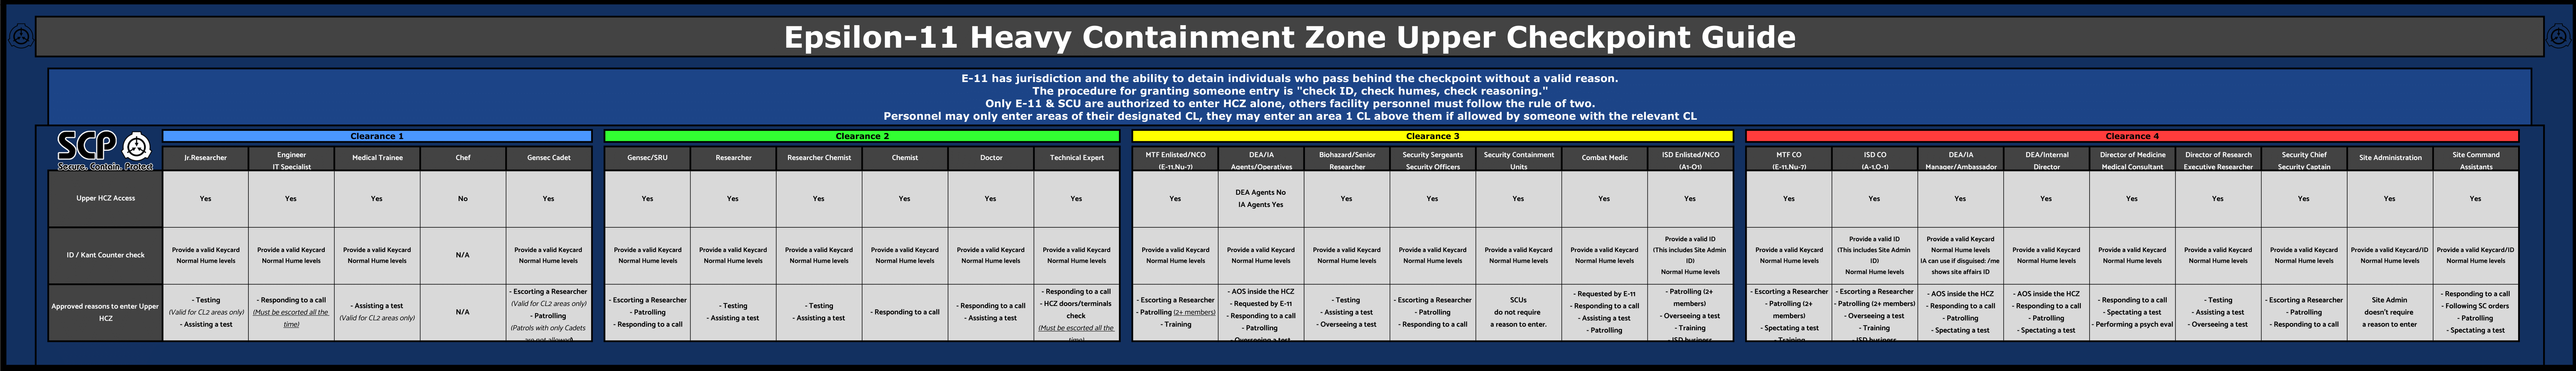 Epsilon-11 Heavy Containment Zone Upper Checkpoint Guide
E-11 has jurisdiction and the ability to detain individuals who pass behind the checkpoint without a valid reason.
The procedure for granting someone entry is "check ID, check humes, check reasoning."
Only E-11 & SCU are authorized to enter HCZ alone, others facility personnel must follow the rule of two.
Personnel may only enter areas of their designated CL, they may enter an area 1 CL above them if allowed by someone with the relevant CL
SCP
Secure. Contain. Protect
Clearance 1
Clearance 2
Clearance 3
Clearance 4
Jr.Researcher
Engineer
IT Specialist
Medical Trainee
Chef
Gensec Cadet
Gensec/SRU
Researcher
Researcher Chemist
Chemist
Doctor
Technical Expert
MTF Enlisted/NCO
(E-11.Nu-7)
DEA/IA
Agents/Operatives
Biohazard/Senior
Researcher
Security Sergeants
Security Officers
Security Containment
Units
Combat Medic
ISD Enlisted/NCO
(A1-O1)
MTF CO
(E-11.Nu-7)
ISD CO
(A-1.O-1)
DEA/IA
Manager/Ambassador
DEA/Internal
Director
Director of Medicine
Medical Consultant
Director of Research
Executive Researcher
Security Chief
Security Captain
Site Administration
Site Command
Assistants
Upper HCZ Access
Yes
Yes
Yes
No
Yes
Yes
Yes
Yes
Yes
Yes
Yes
Yes
DEA Agents No
IA Agents Yes
Yes
Yes
Yes
Yes
Yes
Yes
Yes
Yes
Yes
Yes
Yes
Yes
Yes
Yes
ID / Kant Counter check
Provide a valid Keycard
Normal Hume levels
Provide a valid Keycard
Normal Hume levels
Provide a valid Keycard
Normal Hume levels
N/A
Provide a valid Keycard
Normal Hume levels
Provide a valid Keycard
Normal Hume levels
Provide a valid Keycard
Normal Hume levels
Provide a valid Keycard
Normal Hume levels
Provide a valid Keycard
Normal Hume levels
Provide a valid Keycard
Normal Hume levels
Provide a valid Keycard
Normal Hume levels
Provide a valid Keycard
Normal Hume levels
Provide a valid Keycard
Normal Hume levels
Provide a valid Keycard
Normal Hume levels
Provide a valid Keycard
Normal Hume levels
Provide a valid Keycard
Normal Hume levels
Provide a valid Keycard
Normal Hume levels
Provide a valid ID
(This includes Site Admin
ID)
Normal Hume levels
Provide a valid Keycard
Normal Hume levels
Provide a valid ID
(This includes Site Admin
ID)
Normal Hume levels
Provide a valid Keycard
Normal Hume levels
IA can use if disguised: /me
shows site affairs ID
Provide a valid Keycard
Normal Hume levels
Provide a valid Keycard
Normal Hume levels
Provide a valid Keycard
Normal Hume levels
Provide a valid Keycard
Normal Hume levels
Provide a valid Keycard/ID
Normal Hume levels
Provide a valid Keycard/ID
Normal Hume levels
Approved reasons to enter Upper
HCZ
- Testing
(Valid for CL2 areas only)
- Assisting a test
- Responding to a call
(Must be escorted all the
time)
- Assisting a test
(Valid for CL2 areas only)
N/A
- Escorting a Researcher
(Valid for CL2 areas only)
- Patrolling
(Patrols with only Cadets
are not allowed)
- Escorting a Researcher
- Patrolling
- Responding to a call
- Testing
- Assisting a test
- Testing
- Assisting a test
- Responding to a call
- Responding to a call
- Assisting a test
- Responding to a call
- HCZ doors/terminals
check
(Must be escorted all the
time)
- Escorting a Researcher
- Patrolling (2+ members)
- Training
- AOS inside the HCZ
- Requested by E-11
- Responding to a call
- Patrolling
- Overseeing a test
- Testing
- Assisting a test
- Overseeing a test
- Escorting a Researcher
- Patrolling
- Responding to a call
SCUs
do not require
a reason to enter.
- Requested by E-11
- Responding to a call
- Assisting a test
- Patrolling
- Patrolling (2+
members)
- Overseeing a test
- Training
- ISD business
- Escorting a Researcher
- Patrolling (2+
members)
- Spectating a test
- Training
- Escorting a Researcher
- Patrolling (2+ members)
- Overseeing a test
- Training
- ISD business
- AOS inside the HCZ
- Responding to a call
- Patrolling
- Spectating a test
- AOS inside the HCZ
- Responding to a call
- Patrolling
- Spectating a test
- Responding to a call
- Spectating a test
- Performing a psych eval
- Testing
- Assisting a test
- Overseeing a test
- Escorting a Researcher
- Patrolling
- Responding to a call
Site Admin
doesn't require
a reason to enter
- Responding to a call
- Following SC orders
- Patrolling
- Spectating a test